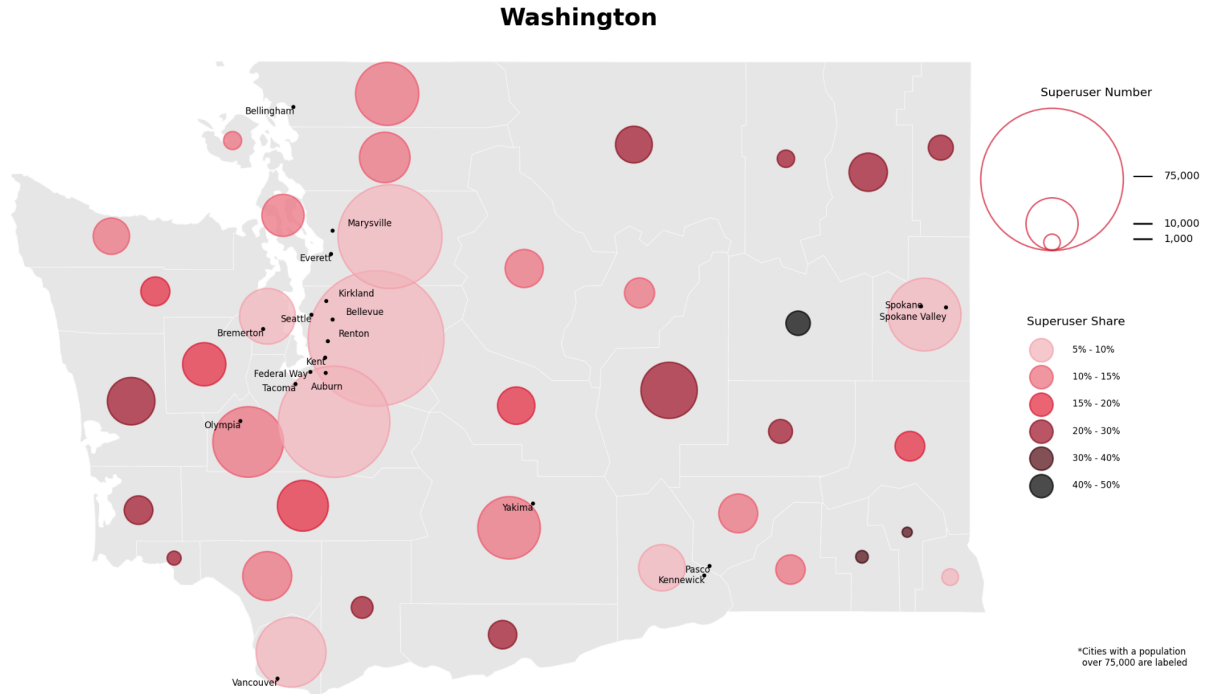 Washington
Bellingham
Marysville
Everett
Kirkland
Bellevue
Seattle
Bremerton
Renton
Kent
Federal Way
Tacoma
Auburn
Olympia
Yakima
Pasco
Kennewick
Vancouver
Spokane
Spokane Valley
Superuser Number
75,000
10,000
1,000
Superuser Share
5% - 10%
10% - 15%
15% - 20%
20% - 30%
30% - 40%
40% - 50%
*Cities with a population
over 75,000 are labeled